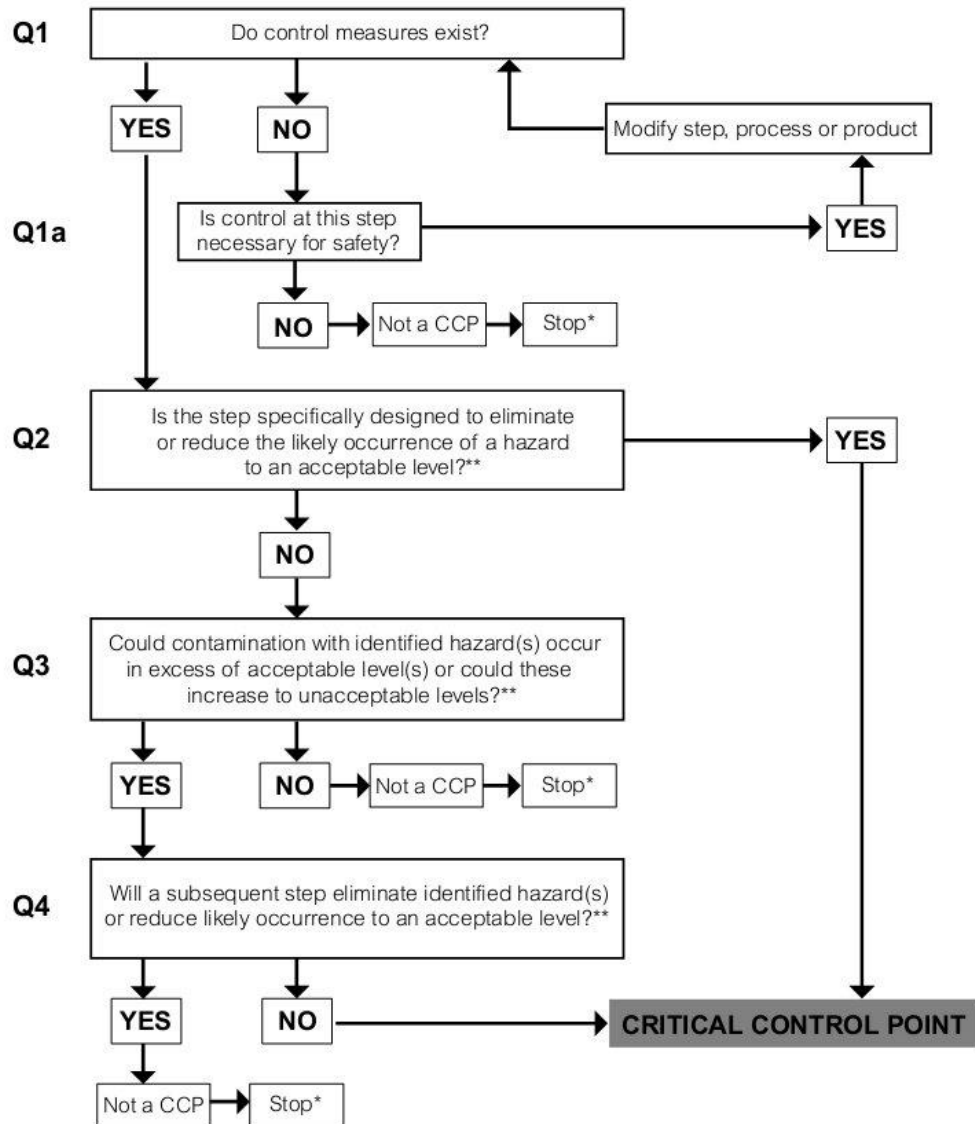 Q1
Do control measures exist?
YES
NO
Modify step, process or product
Q1a
Is control at this step
necessary for safety?
YES
NO
Not a CCP
Stop*
Q2
Is the step specifically designed to eliminate
or reduce the likely occurrence of a hazard
to an acceptable level?**
YES
NO
Q3
Could contamination with identified hazard(s) occur
in excess of acceptable level(s) or could these
increase to unacceptable levels?**
YES
NO
Not a CCP
Stop*
Q4
Will a subsequent step eliminate identified hazard(s)
or reduce likely occurrence to an acceptable level?**
YES
NO
CRITICAL CONTROL POINT
Not a CCP
Stop*